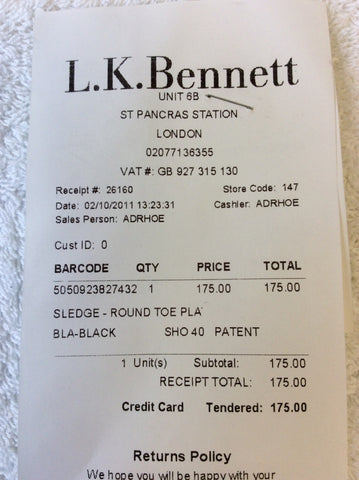 L.K.Bennett
UNIT 6B
ST PANCRAS STATION
LONDON
02077136355
VAT #: GB 927 315 130
Receipt #: 26160 Store Code: 147
Date: 02/10/2011 13:23:31 Cashier: ADRHOE
Sales Person: ADRHOE
Cust ID: 0
BARCODE QTY PRICE TOTAL
5050923827432 1 175.00 175.00
SLEDGE - ROUND TOE PLA
BLA-BLACK SHO 40 PATENT
1 Unit(s) Subtotal: 175.00
RECEIPT TOTAL: 175.00
Credit Card Tendered: 175.00
Returns Policy
We hope you will be happy with your